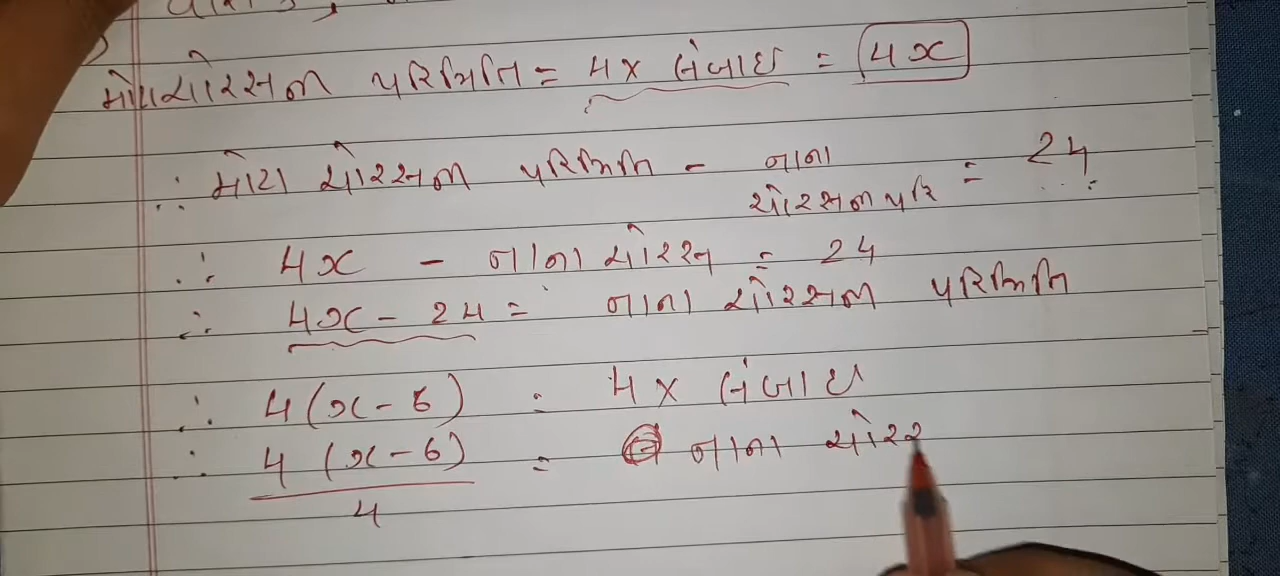 મોટા ચોરસની પરિમિતિ = 4 × લંબાઈ = 4x
∴ મોટા ચોરસની પરિમિતિ - નાના ચોરસની પરિ = 24
∴ 4x - નાના ચોરસ = 24
∴ 4x - 24 = નાના ચોરસની પરિમિતિ
∴ 4(x - 6) = 4 × લંબાઈ
∴ 4(x - 6) / 4 = નાના ચોરસ